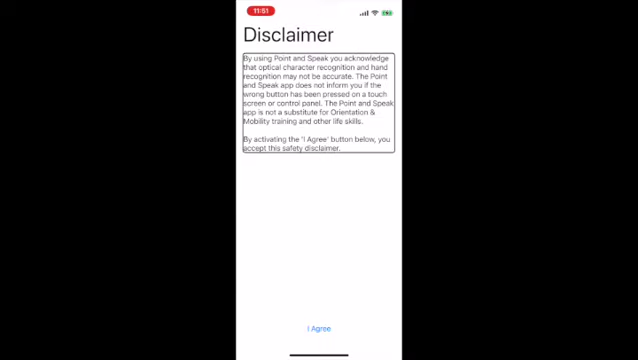 11:51
Disclaimer
By using Point and Speak you acknowledge
that optical character recognition and hand
recognition may not be accurate. The Point
and Speak app does not inform you if the
wrong button has been pressed on a touch
screen or control panel. The Point and Speak
app is not a substitute for Orientation &
Mobility training and other life skills.
By activating the 'I Agree' button below, you
accept this safety disclaimer.
I Agree